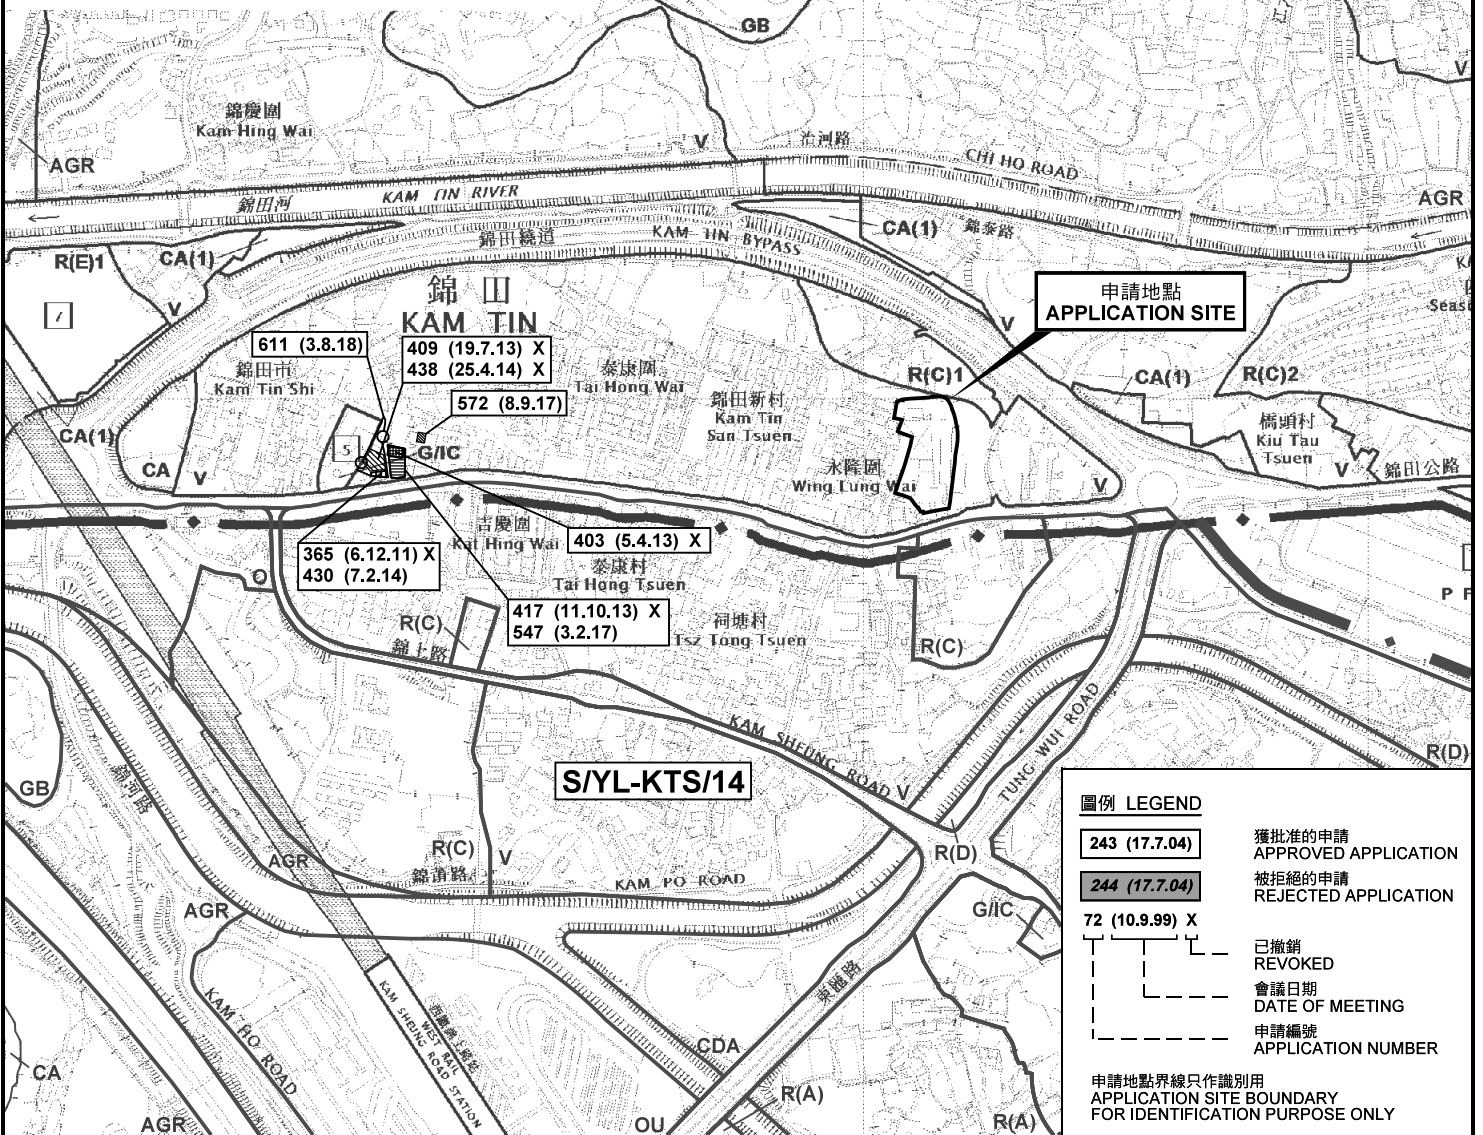 GB
V
錦慶圍
Kam Hing Wai
AGR
V
治河路
CHI HO ROAD
AGR
錦田河
KAM TIN RIVER
錦田繞道
KAM TIN BYPASS
CA(1)
錦泰路
R(E)1
CA(1)
V
錦田
KAM TIN
申請地點
APPLICATION SITE
V
Seas
611 (3.8.18)
409 (19.7.13) X
438 (25.4.14) X
錦田市
Kam Tin Shi
泰康圍
Tai Hong Wai
572 (8.9.17)
錦田新村
Kam Tin
San Tsuen
R(C)1
CA(1)
R(C)2
橋頭村
Kiu Tau
Tsuen
CA(1)
CA
V
5
G/IC
永隆圍
Wing Lung Wai
V
V
錦田公路
吉慶圍
Kat Hing Wai
403 (5.4.13) X
365 (6.12.11) X
430 (7.2.14)
泰康村
Tai Hong Tsuen
O
417 (11.10.13) X
547 (3.2.17)
R(C)
錦上路
祠塘村
Tsz Tong Tsuen
R(C)
P F
KAM SHEUNG ROAD
V
TUNG WUI ROAD
R(D)
GB
錦河路
S/YL-KTS/14
AGR
R(C)
V
錦莆路
KAM PO ROAD
R(D)
AGR
G/IC
東匯路
KAM HO ROAD
西鐵錦上路站
WEST RAIL
KAM SHEUNG ROAD STATION
CDA
CA
R(A)
AGR
OU
R(A)
圖例 LEGEND
243 (17.7.04)
獲批准的申請
APPROVED APPLICATION
244 (17.7.04)
被拒絕的申請
REJECTED APPLICATION
72 (10.9.99) X
已撤銷
REVOKED
會議日期
DATE OF MEETING
申請編號
APPLICATION NUMBER
申請地點界線只作識別用
APPLICATION SITE BOUNDARY
FOR IDENTIFICATION PURPOSE ONLY